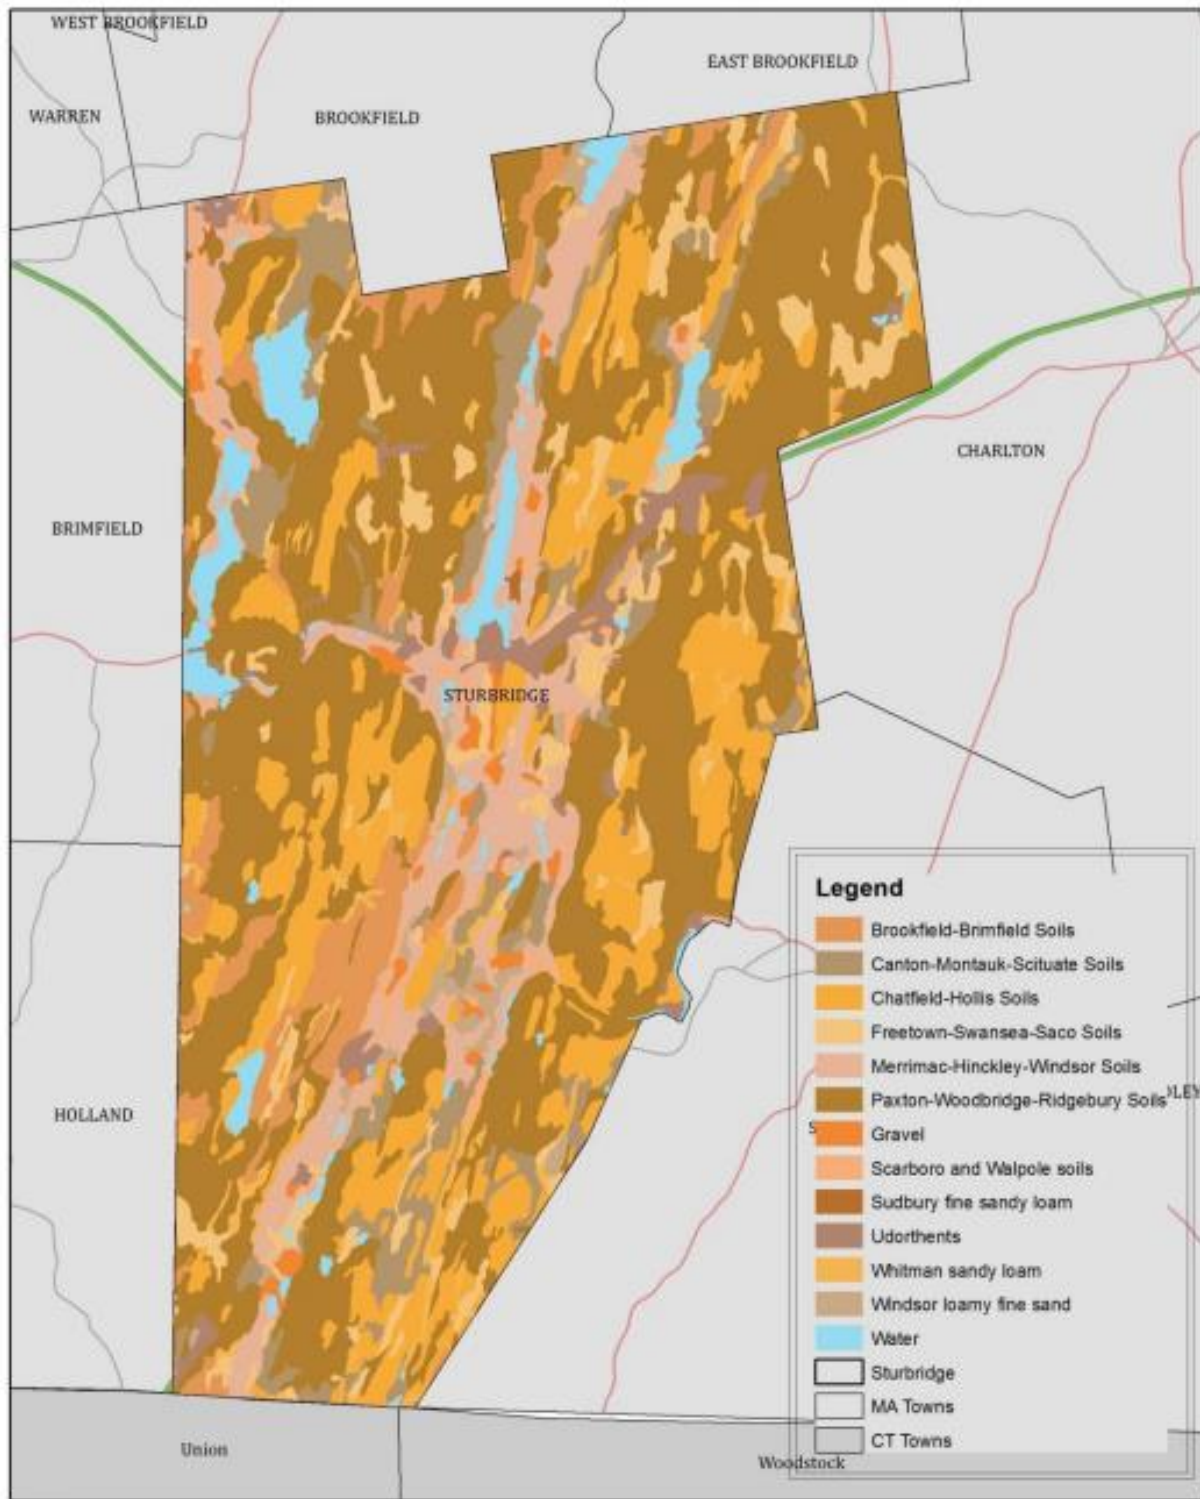 WEST BROOKFIELD
EAST BROOKFIELD
WARREN
BROOKFIELD
CHARLTON
BRIMFIELD
STURBRIDGE
HOLLAND
Legend
Brookfield-Brimfield Soils
Canton-Montauk-Scituate Soils
Chatfield-Hollis Soils
Freetown-Swansea-Saco Soils
Merrimac-Hinckley-Windsor Soils
Paxton-Woodbridge-Ridgebury Soils
Gravel
Scarboro and Walpole soils
Sudbury fine sandy loam
Udorthents
Whitman sandy loam
Windsor loamy fine sand
Water
Sturbridge
MA Towns
CT Towns
Union
Woodstock